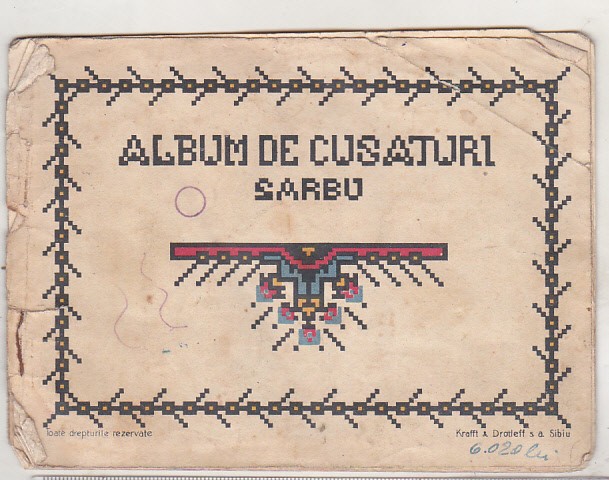 ALBUM DE CUSATURI
SARBU
Toate drepturile rezervate
Krafft & Drotleff s. a. Sibiu
6.020 lei